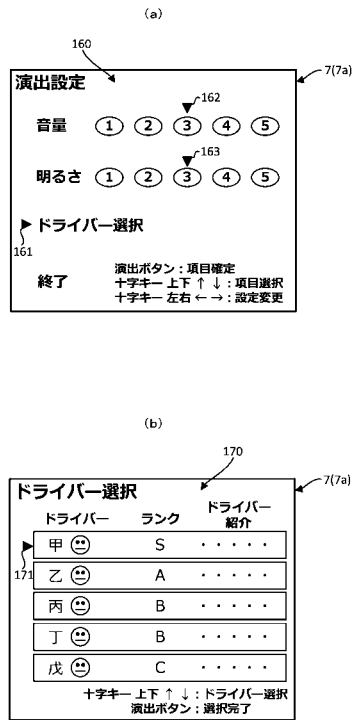 (a)
160
7(7a)
演出設定
162
音量 ① ② ③ ④ ⑤
163
明るさ ① ② ③ ④ ⑤
ドライバー選択
161
終了
演出ボタン：項目確定
十字キー 上下 ↑ ↓：項目選択
十字キー 左右 ← →：設定変更
(b)
170
7(7a)
ドライバー選択
ドライバー ランク ドライバー
紹介
甲 S ・・・・・
171
乙 A ・・・・・
丙 B ・・・・・
丁 B ・・・・・
戊 C ・・・・・
十字キー 上下 ↑ ↓：ドライバー選択
演出ボタン：選択完了